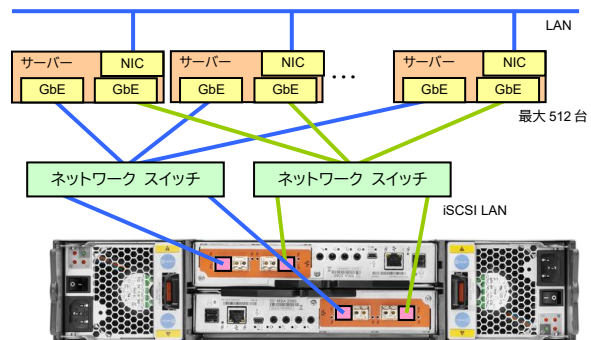 LAN
サーバー NIC
GbE GbE
サーバー NIC
GbE GbE
...
サーバー NIC
GbE GbE
最大 512 台
ネットワーク スイッチ
ネットワーク スイッチ
iSCSI LAN